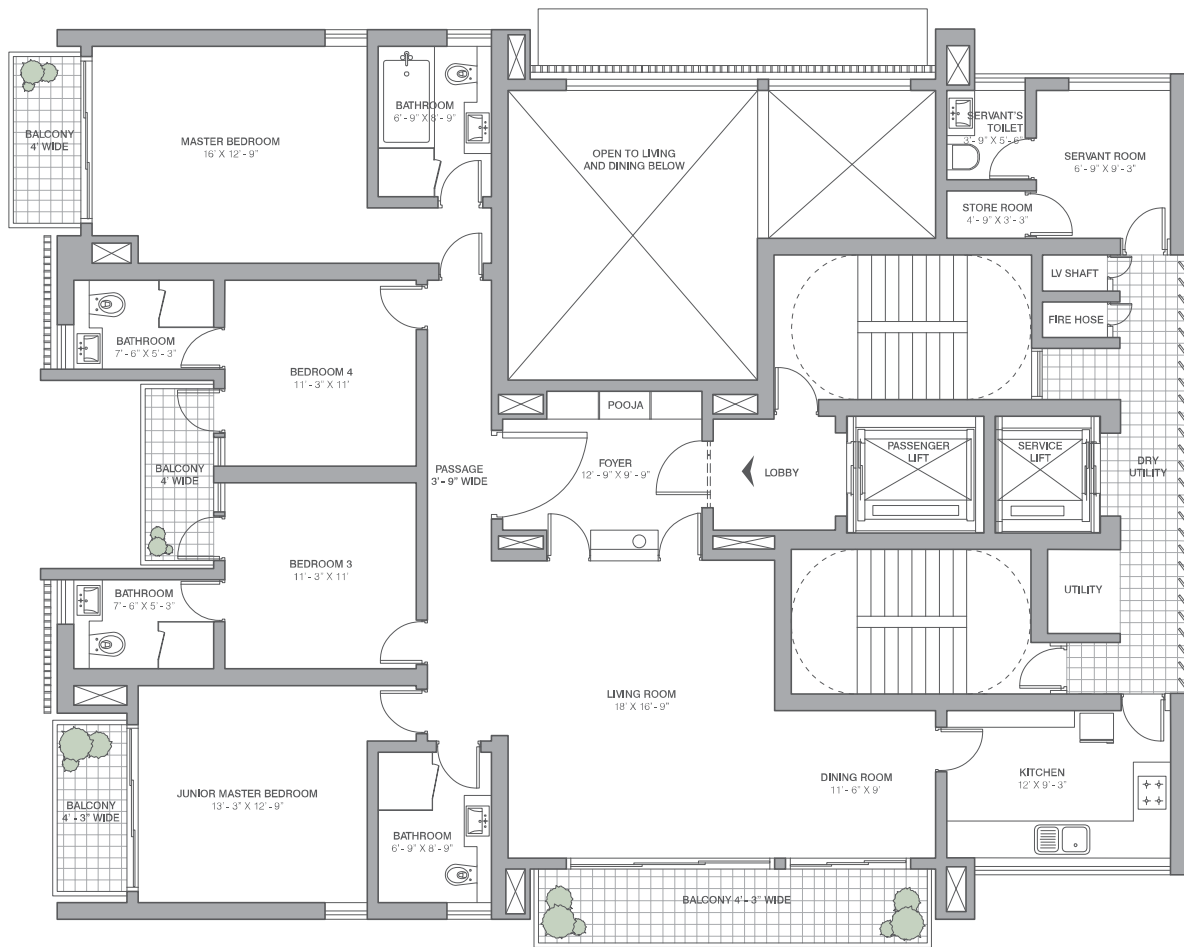 BALCONY
4' WIDE
MASTER BEDROOM
16' X 12' - 9"
BATHROOM
6' - 9" X 8' - 9"
OPEN TO LIVING
AND DINING BELOW
SERVANT'S
TOILET
3' - 9" X 5' - 6"
SERVANT ROOM
6' - 9" X 9' - 3"
STORE ROOM
4' - 9" X 3' - 3"
LV SHAFT
FIRE HOSE
BATHROOM
7' - 6" X 5' - 3"
BEDROOM 4
11' - 3" X 11'
BALCONY
4' WIDE
PASSAGE
3' - 9" WIDE
POOJA
FOYER
12' - 9" X 9' - 9"
LOBBY
PASSENGER
LIFT
SERVICE
LIFT
DRY
UTILITY
BEDROOM 3
11' - 3" X 11'
BATHROOM
7' - 6" X 5' - 3"
UTILITY
LIVING ROOM
18' X 16' - 9"
JUNIOR MASTER BEDROOM
13' - 3" X 12' - 9"
BALCONY
4' - 3" WIDE
BATHROOM
6' - 9" X 8' - 9"
DINING ROOM
11' - 6" X 9'
KITCHEN
12' X 9' - 3"
BALCONY 4' - 3" WIDE